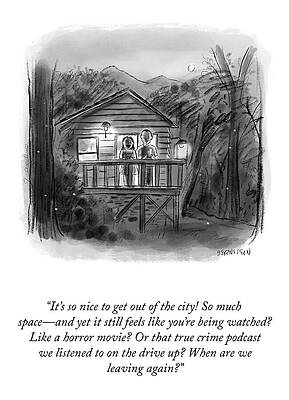 BERNSTEIN
"It's so nice to get out of the city! So much
space—and yet it still feels like you're being watched?
Like a horror movie? Or that true crime podcast
we listened to on the drive up? When are we
leaving again?"